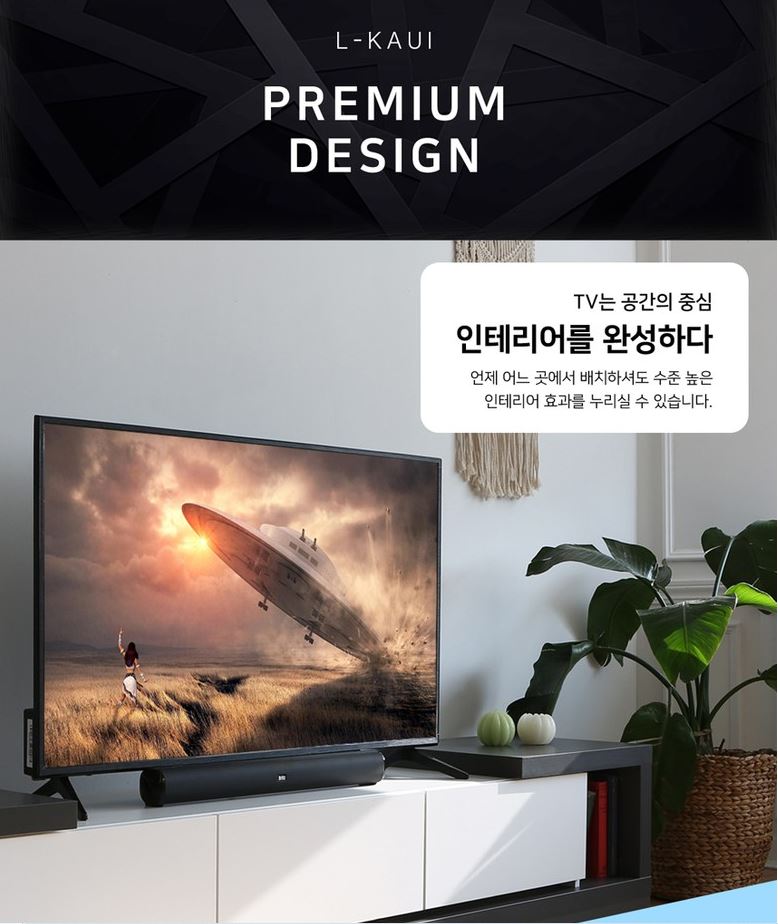 L-KAUI
PREMIUM
DESIGN
TV는 공간의 중심
인테리어를 완성하다
언제 어느 곳에서 배치하셔도 수준 높은
인테리어 효과를 누리실 수 있습니다.